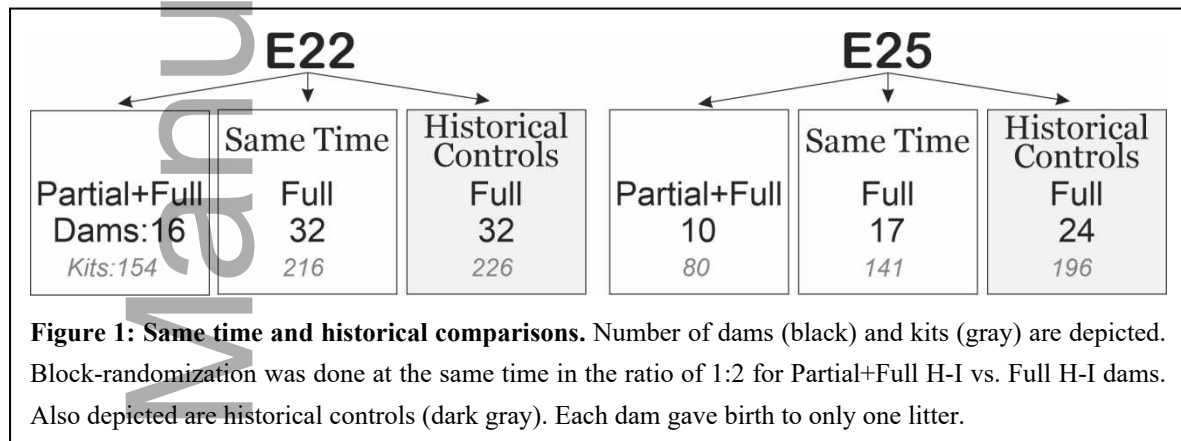 E22 E25
Same Time Historical Controls Same Time Historical Controls
Partial+Full Full Full Partial+Full Full Full
Dams:16 32 32 10 17 24
Kits:154 216 226 80 141 196
Manu
Figure 1: Same time and historical comparisons. Number of dams (black) and kits (gray) are depicted.
Block-randomization was done at the same time in the ratio of 1:2 for Partial+Full H-I vs. Full H-I dams.
Also depicted are historical controls (dark gray). Each dam gave birth to only one litter.